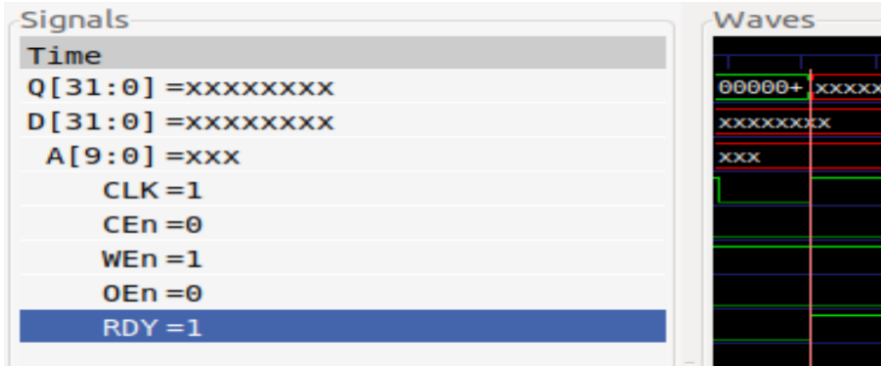 Signals
Waves
Time
Q[31:0] =xxxxxxxx
00000+ xxxxx
D[31:0] =xxxxxxxx
xxxxxxxx
A[9:0] =xxx
xxx
CLK =1
CEn =0
WEn =1
OEn =0
RDY =1